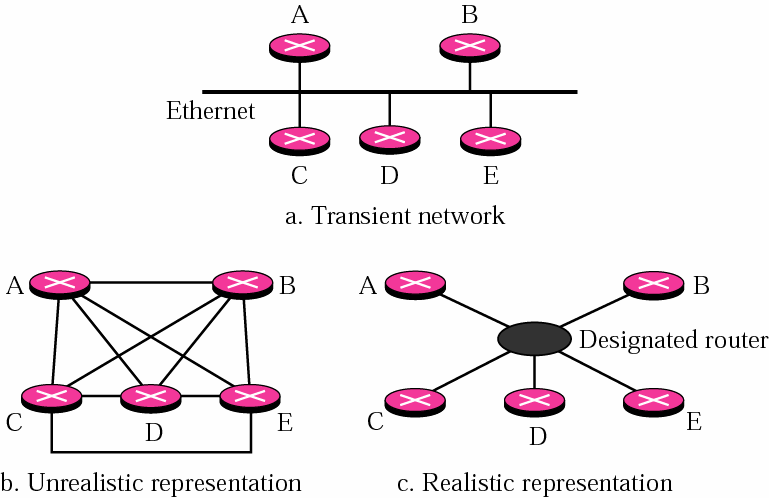 A B
Ethernet
C D E
a. Transient network
A B A B
Designated router
C D E C D E
b. Unrealistic representation c. Realistic representation